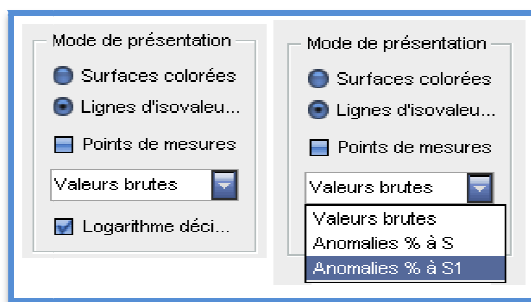 Mode de présentation
Surfaces colorées
Lignes d'isovaleu...
Points de mesures
Valeurs brutes
Logarithme déci...
Mode de présentation
Surfaces colorées
Lignes d'isovaleu...
Points de mesures
Valeurs brutes
Valeurs brutes
Anomalies % à S
Anomalies % à S1